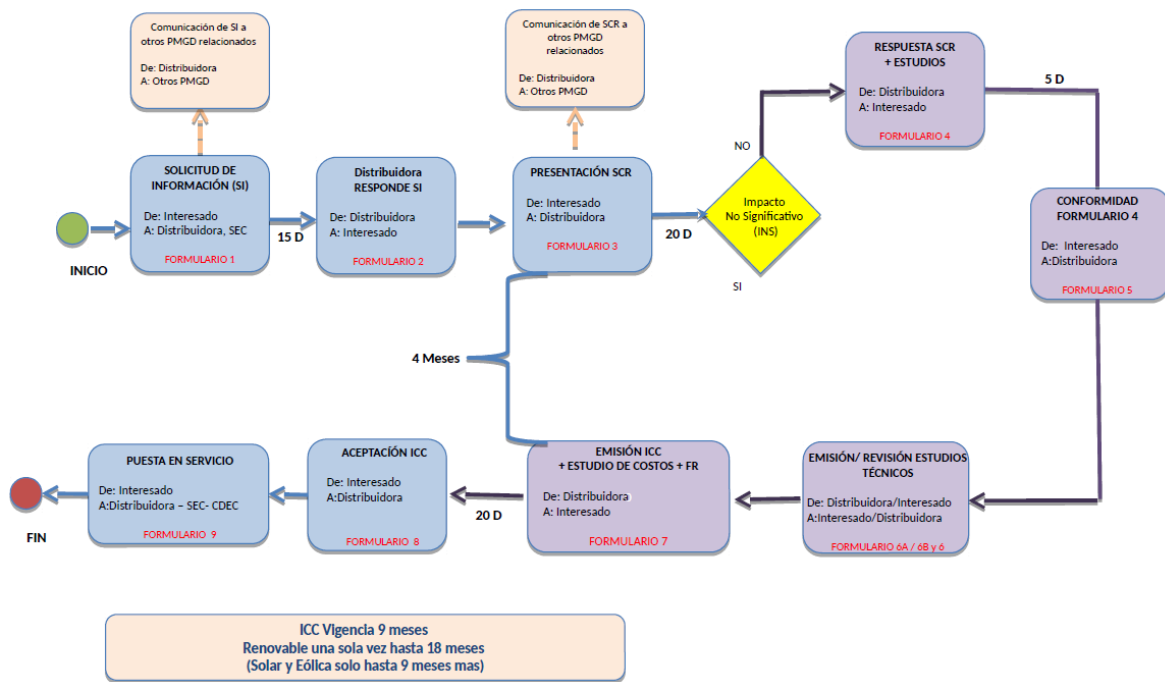 Comunicación de SI a
otros PMGD relacionados
De: Distribuidora
A: Otros PMGD
Comunicación de SCR a
otros PMGD
relacionados
De: Distribuidora
A: Otros PMGD
RESPUESTA SCR
+ ESTUDIOS
De: Distribuidora
A: Interesado
FORMULARIO 4
5 D
NO
SOLICITUD DE
INFORMACIÓN (SI)
De: Interesado
A: Distribuidora, SEC
FORMULARIO 1
INICIO
15 D
Distribuidora
RESPONDE SI
De: Distribuidora
A: Interesado
FORMULARIO 2
PRESENTACIÓN SCR
De: Interesado
A: Distribuidora
FORMULARIO 3
20 D
Impacto
No Significativo
(INS)
SI
CONFORMIDAD
FORMULARIO 4
De: Interesado
A:Distribuidora
FORMULARIO 5
4 Meses
PUESTA EN SERVICIO
De: Interesado
A:Distribuidora – SEC- CDEC
FORMULARIO 9
FIN
ACEPTACÍÓN ICC
De: Interesado
A:Distribuidora
FORMULARIO 8
20 D
EMISIÓN ICC
+ ESTUDIO DE COSTOS + FR
De: Distribuidora
A: Interesado
FORMULARIO 7
EMISIÓN/ REVISIÓN ESTUDIOS
TÉCNICOS
De: Distribuidora/Interesado
A:Interesado/Distribuidora
FORMULARIO 6A / 6B y 6
ICC Vigencia 9 meses
Renovable una sola vez hasta 18 meses
(Solar y Eólica solo hasta 9 meses mas)